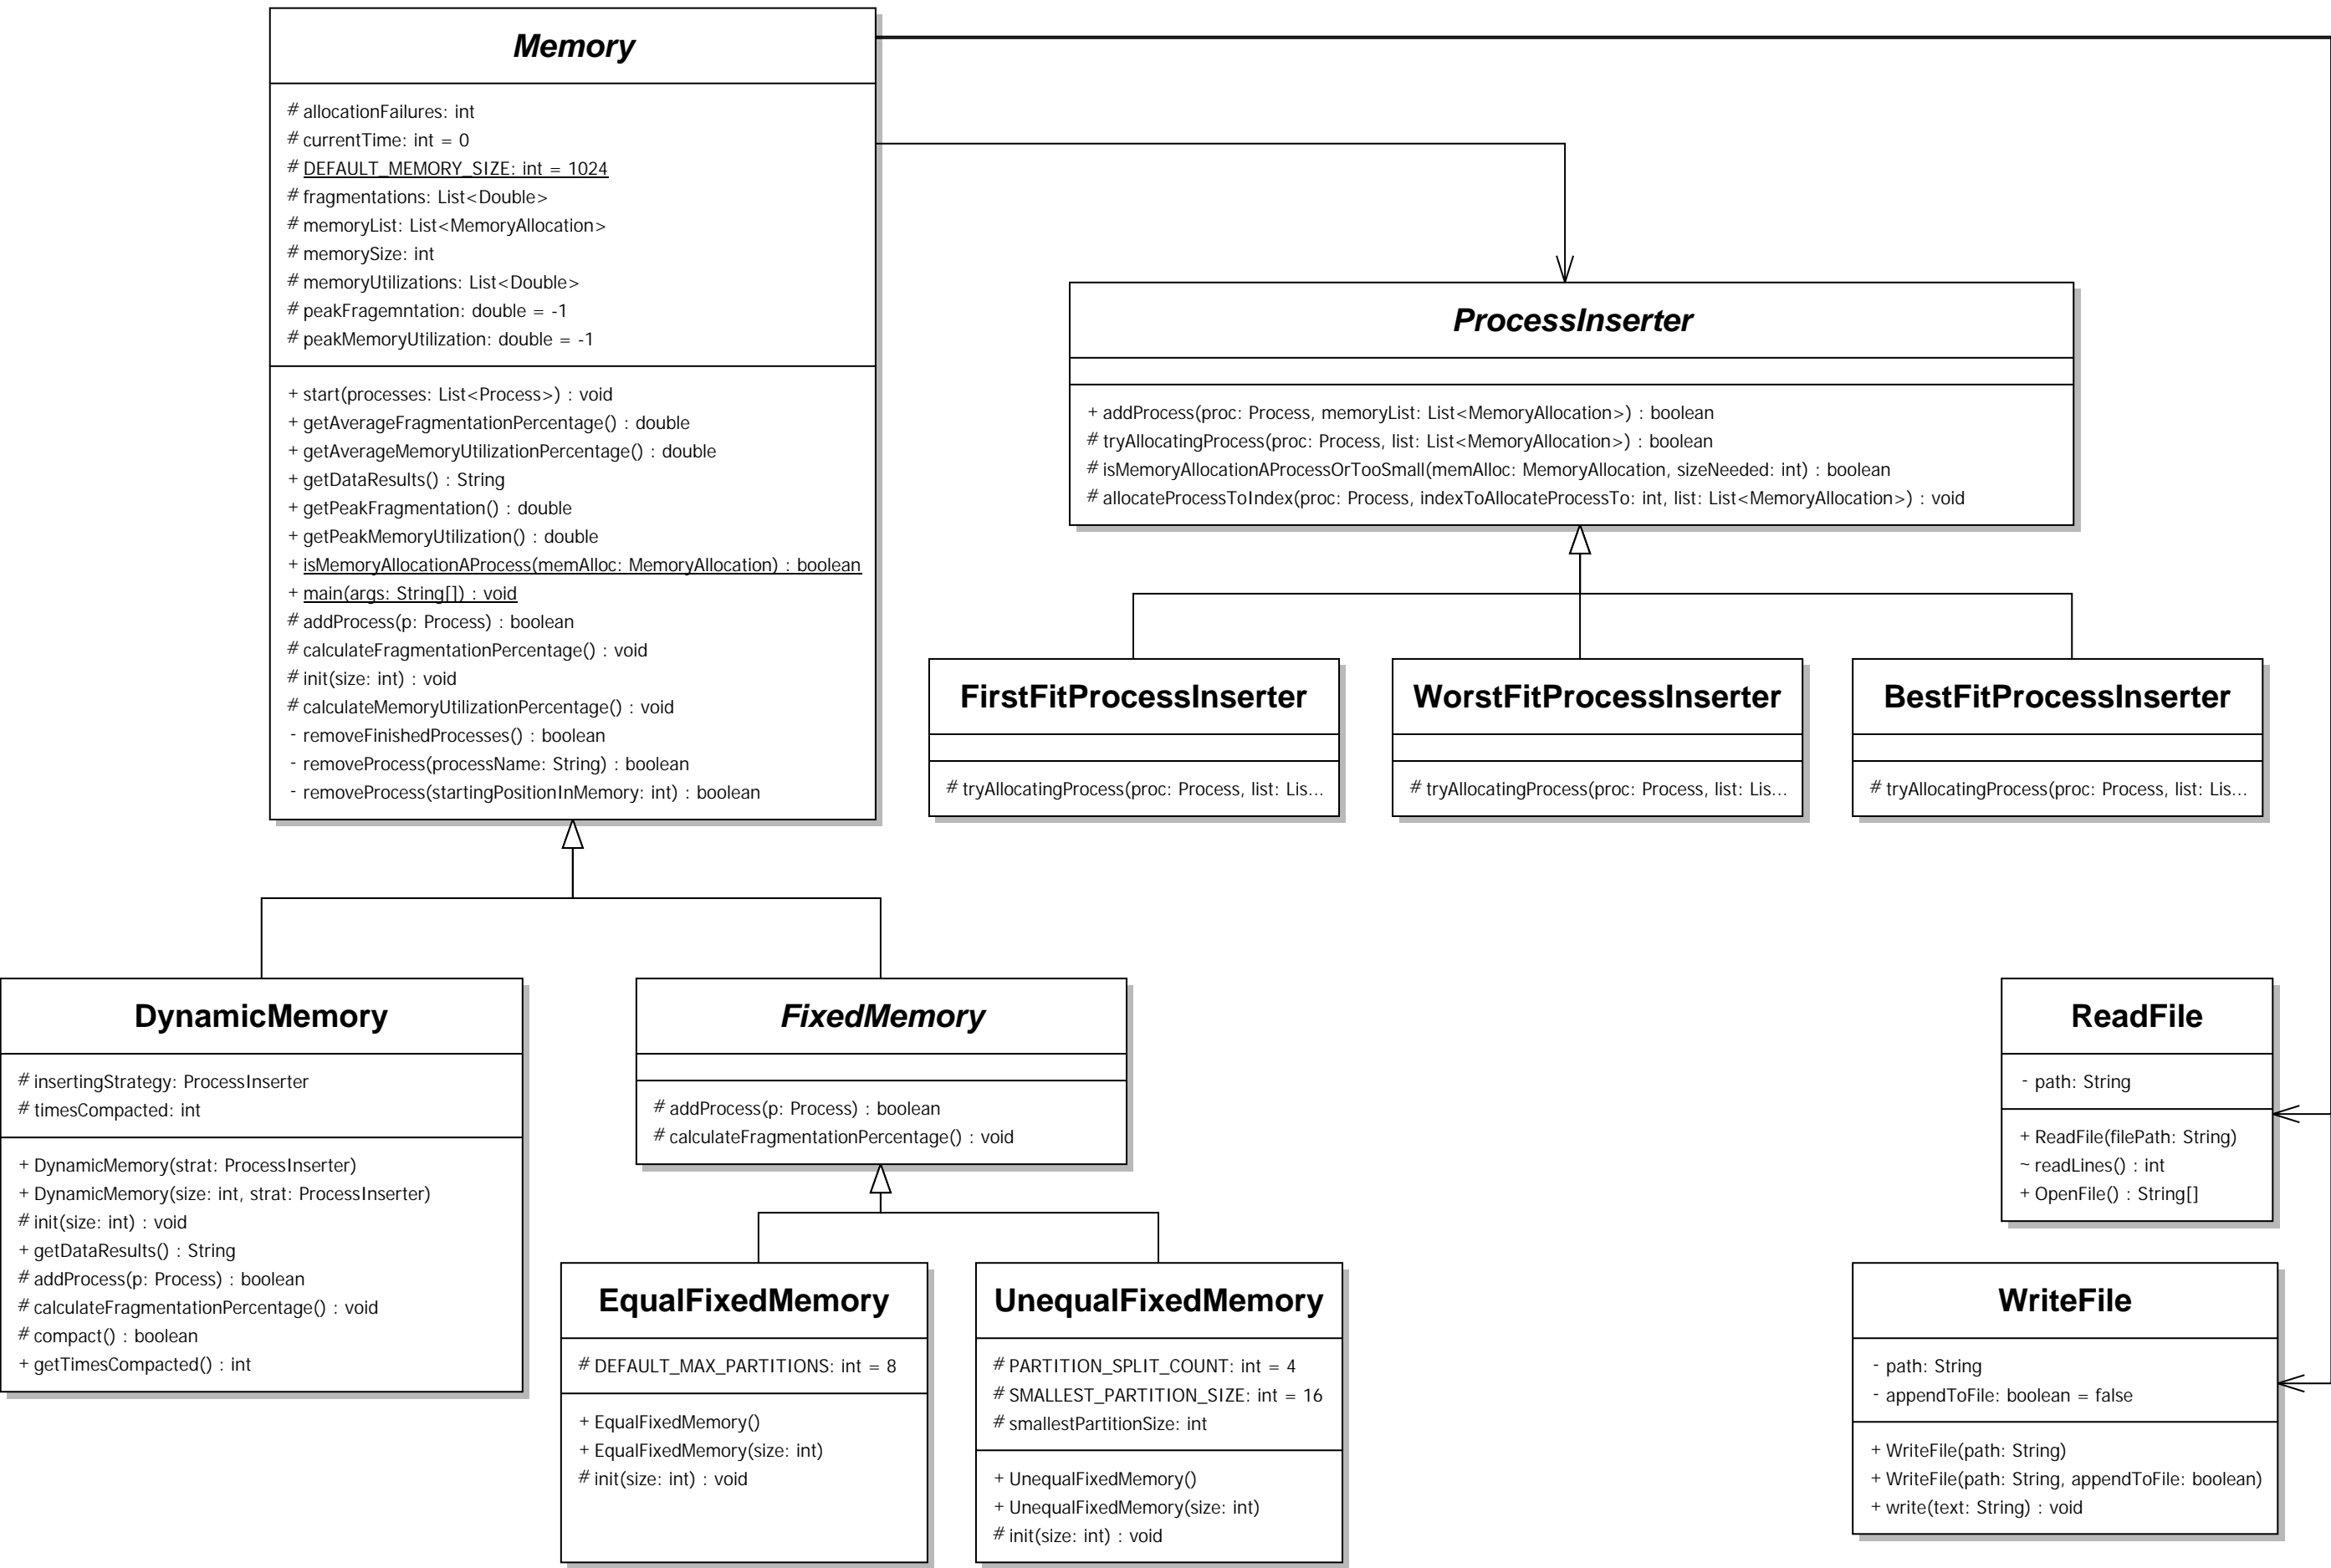 Memory
# allocationFailures: int
# currentTime: int = 0
# DEFAULT_MEMORY_SIZE: int = 1024
# fragmentations: List<Double>
# memoryList: List<MemoryAllocation>
# memorySize: int
# memoryUtilizations: List<Double>
# peakFragemntation: double = -1
# peakMemoryUtilization: double = -1
+ start(processes: List<Process>) : void
+ getAverageFragmentationPercentage() : double
+ getAverageMemoryUtilizationPercentage() : double
+ getDataResults() : String
+ getPeakFragmentation() : double
+ getPeakMemoryUtilization() : double
+ isMemoryAllocationAProcess(memAlloc: MemoryAllocation) : boolean
+ main(args: String[]) : void
# addProcess(p: Process) : boolean
# calculateFragmentationPercentage() : void
# init(size: int) : void
# calculateMemoryUtilizationPercentage() : void
- removeFinishedProcesses() : boolean
- removeProcess(processName: String) : boolean
- removeProcess(startingPositionInMemory: int) : boolean
ProcessInserter
+ addProcess(proc: Process, memoryList: List<MemoryAllocation>) : boolean
# tryAllocatingProcess(proc: Process, list: List<MemoryAllocation>) : boolean
# isMemoryAllocationAProcessOrTooSmall(memAlloc: MemoryAllocation, sizeNeeded: int) : boolean
# allocateProcessToIndex(proc: Process, indexToAllocateProcessTo: int, list: List<MemoryAllocation>) : void
FirstFitProcessInserter
# tryAllocatingProcess(proc: Process, list: Lis...
WorstFitProcessInserter
# tryAllocatingProcess(proc: Process, list: Lis...
BestFitProcessInserter
# tryAllocatingProcess(proc: Process, list: Lis...
DynamicMemory
# insertingStrategy: ProcessInserter
# timesCompacted: int
+ DynamicMemory(strat: ProcessInserter)
+ DynamicMemory(size: int, strat: ProcessInserter)
# init(size: int) : void
+ getDataResults() : String
# addProcess(p: Process) : boolean
# calculateFragmentationPercentage() : void
# compact() : boolean
+ getTimesCompacted() : int
FixedMemory
# addProcess(p: Process) : boolean
# calculateFragmentationPercentage() : void
EqualFixedMemory
# DEFAULT_MAX_PARTITIONS: int = 8
+ EqualFixedMemory()
+ EqualFixedMemory(size: int)
# init(size: int) : void
UnequalFixedMemory
# PARTITION_SPLIT_COUNT: int = 4
# SMALLEST_PARTITION_SIZE: int = 16
# smallestPartitionSize: int
+ UnequalFixedMemory()
+ UnequalFixedMemory(size: int)
# init(size: int) : void
ReadFile
- path: String
+ ReadFile(filePath: String)
~ readLines() : int
+ OpenFile() : String[]
WriteFile
- path: String
- appendToFile: boolean = false
+ WriteFile(path: String)
+ WriteFile(path: String, appendToFile: boolean)
+ write(text: String) : void